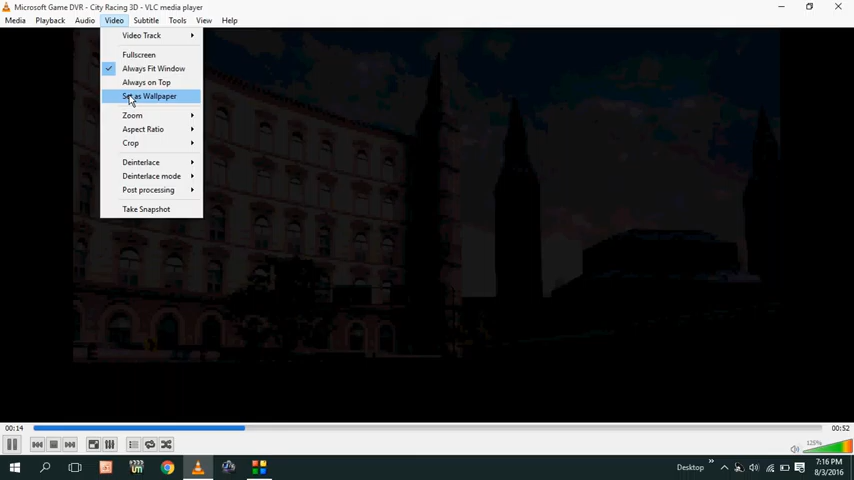 Microsoft Game DVR - City Racing 3D - VLC media player
Media Playback Audio Video Subtitle Tools View Help
Video Track
Fullscreen
Always Fit Window
Always on Top
Set as Wallpaper
Zoom
Aspect Ratio
Crop
Deinterlace
Deinterlace mode
Post processing
Take Snapshot
00:14 00:52
125%
Desktop
7:16 PM
8/3/2016